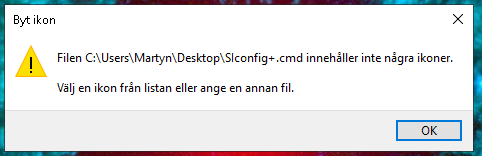 Byt ikon
Filen C:\Users\Martyn\Desktop\Slconfig+.cmd innehåller inte några ikoner.
Välj en ikon från listan eller ange en annan fil.
OK